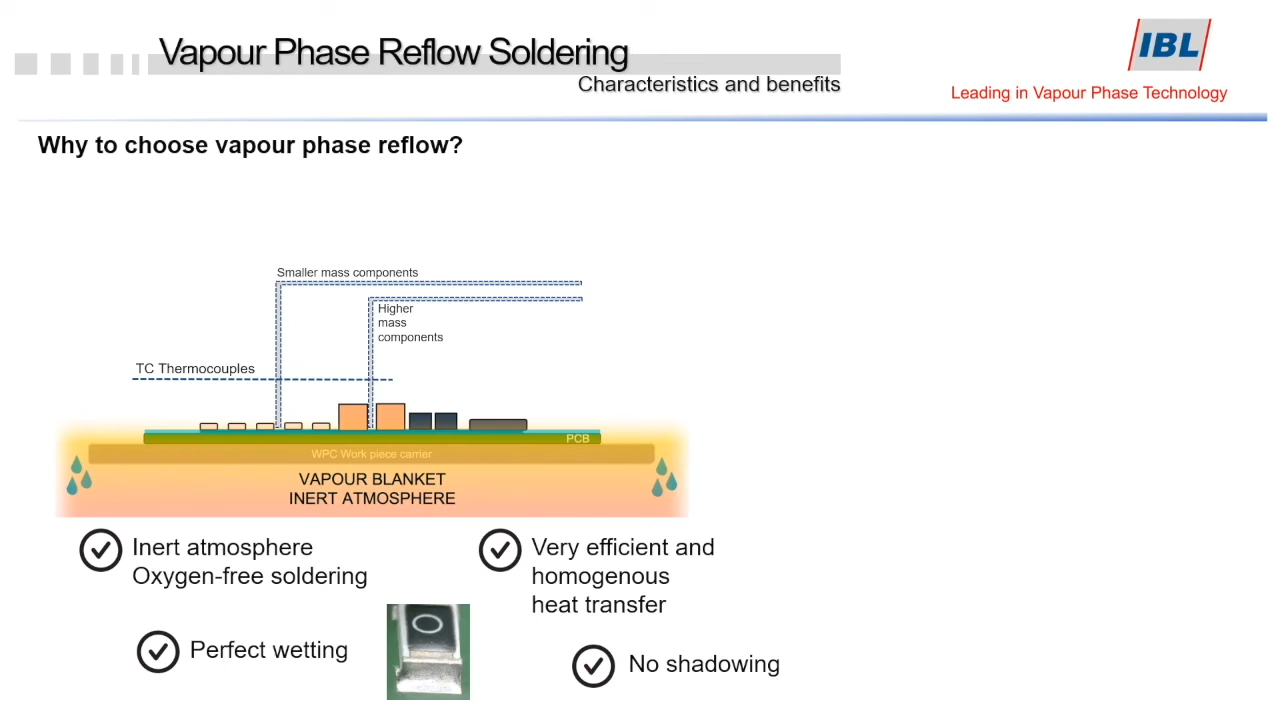 Vapour Phase Reflow Soldering
Characteristics and benefits
IBL
Leading in Vapour Phase Technology
Why to choose vapour phase reflow?
Smaller mass components
Higher
mass
components
TC Thermocouples
PCB
WPC Work piece carrier
VAPOUR BLANKET
INERT ATMOSPHERE
Inert atmosphere
Oxygen-free soldering
Very efficient and
homogenous
heat transfer
Perfect wetting
No shadowing